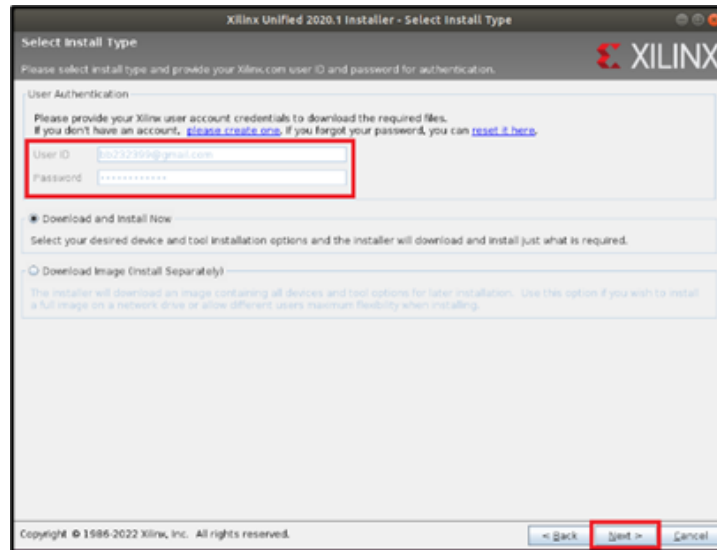 Xilinx Unified 2020.1 Installer - Select Install Type
Select Install Type
XILINX
Please select install type and provide your Xilinx.com user ID and password for authentication.
User Authentication
Please provide your Xilinx user account credentials to download the required files.
If you don't have an account, please create one. If you forgot your password, you can reset it here.
User ID bb232399@gmail.com
Password ············
Download and Install Now
Select your desired device and tool installation options and the installer will download and install just what is required.
Download Image (Install Separately)
The installer will download an image containing all devices and tool options for later installation. Use this option if you wish to install
a full image on a network drive or allow different users maximum flexibility when installing.
Copyright © 1986-2022 Xilinx, Inc. All rights reserved.
< Back Next > Cancel